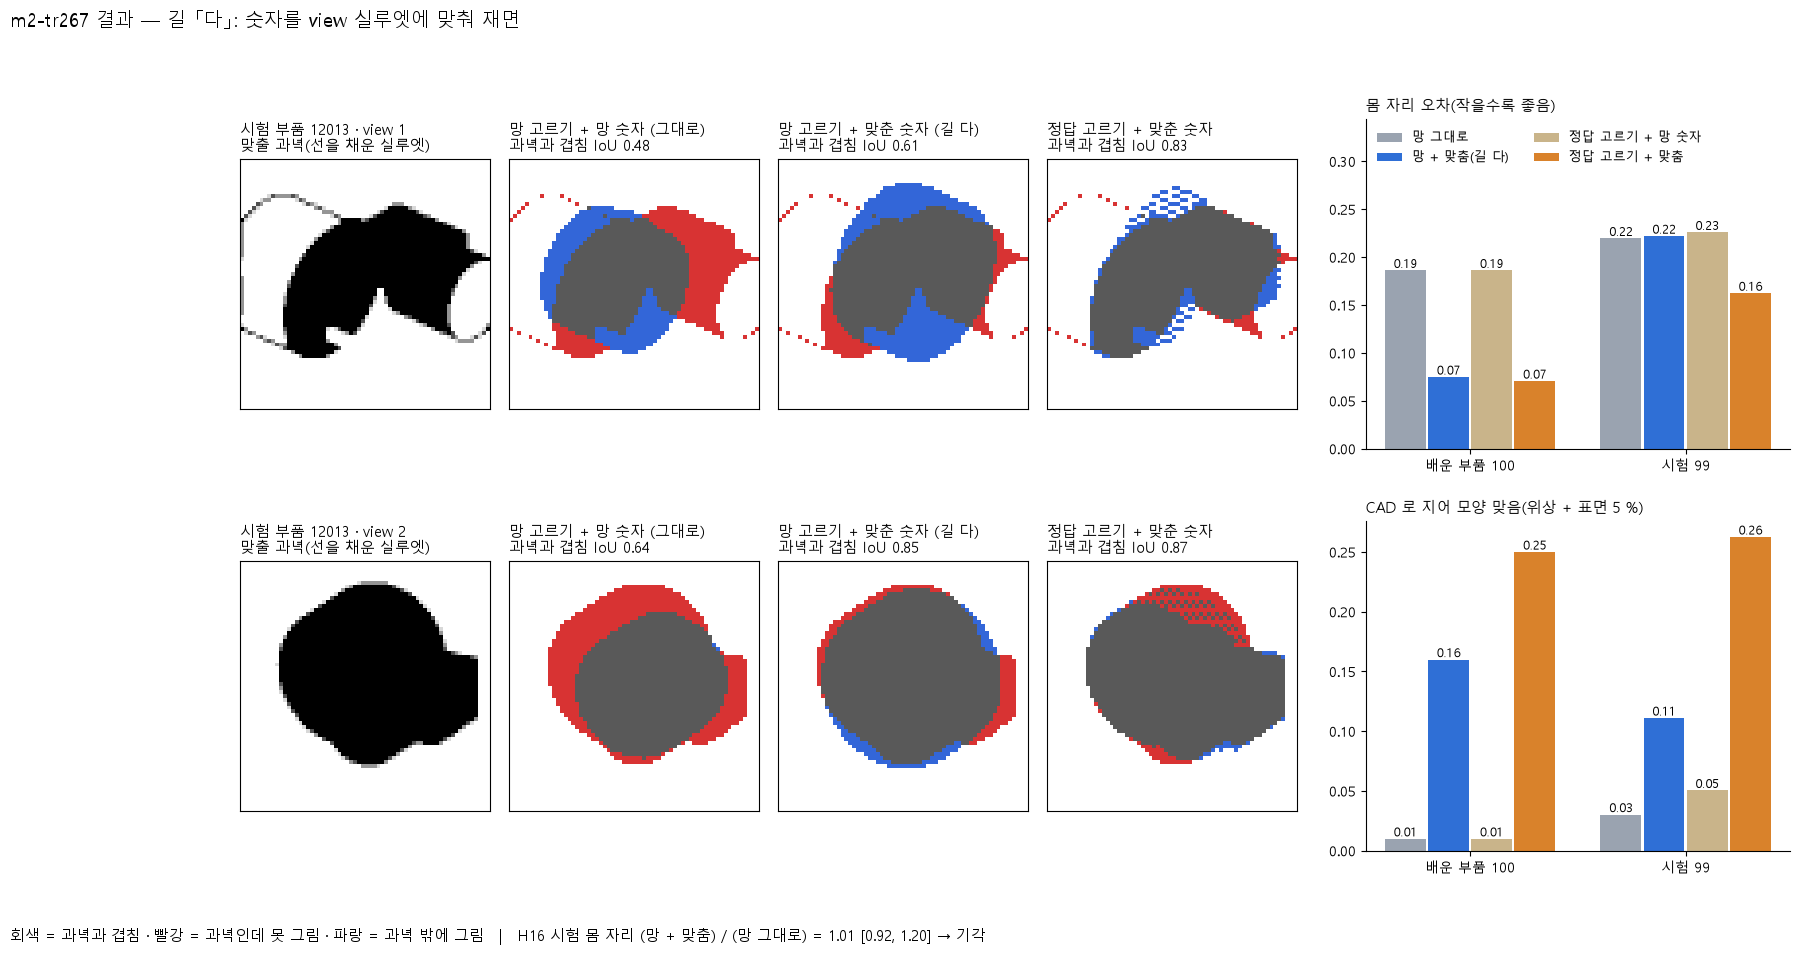 m2-tr267 결과 — 길 「다」: 숫자를 view 실루엣에 맞춰 재면
시험 부품 12013 · view 1
맞출 과녁(선을 채운 실루엣)
망 고르기 + 망 숫자 (그대로)
과녁과 겹침 IoU 0.48
망 고르기 + 맞춘 숫자 (길 다)
과녁과 겹침 IoU 0.61
정답 고르기 + 맞춘 숫자
과녁과 겹침 IoU 0.83
몸 자리 오차(작을수록 좋음)
망 그대로
망 + 맞춤(길 다)
정답 고르기 + 망 숫자
정답 고르기 + 맞춤
0.30
0.25
0.20
0.15
0.10
0.05
0.00
0.19
0.07
0.19
0.07
0.22
0.22
0.23
0.16
배운 부품 100
시험 99
시험 부품 12013 · view 2
맞출 과녁(선을 채운 실루엣)
망 고르기 + 망 숫자 (그대로)
과녁과 겹침 IoU 0.64
망 고르기 + 맞춘 숫자 (길 다)
과녁과 겹침 IoU 0.85
정답 고르기 + 맞춘 숫자
과녁과 겹침 IoU 0.87
CAD 로 지어 모양 맞음(위상 + 표면 5 %)
0.25
0.20
0.15
0.10
0.05
0.00
0.01
0.16
0.01
0.25
0.03
0.11
0.05
0.26
배운 부품 100
시험 99
회색 = 과녁과 겹침 · 빨강 = 과녁인데 못 그림 · 파랑 = 과녁 밖에 그림 | H16 시험 몸 자리 (망 + 맞춤) / (망 그대로) = 1.01 [0.92, 1.20] → 기각